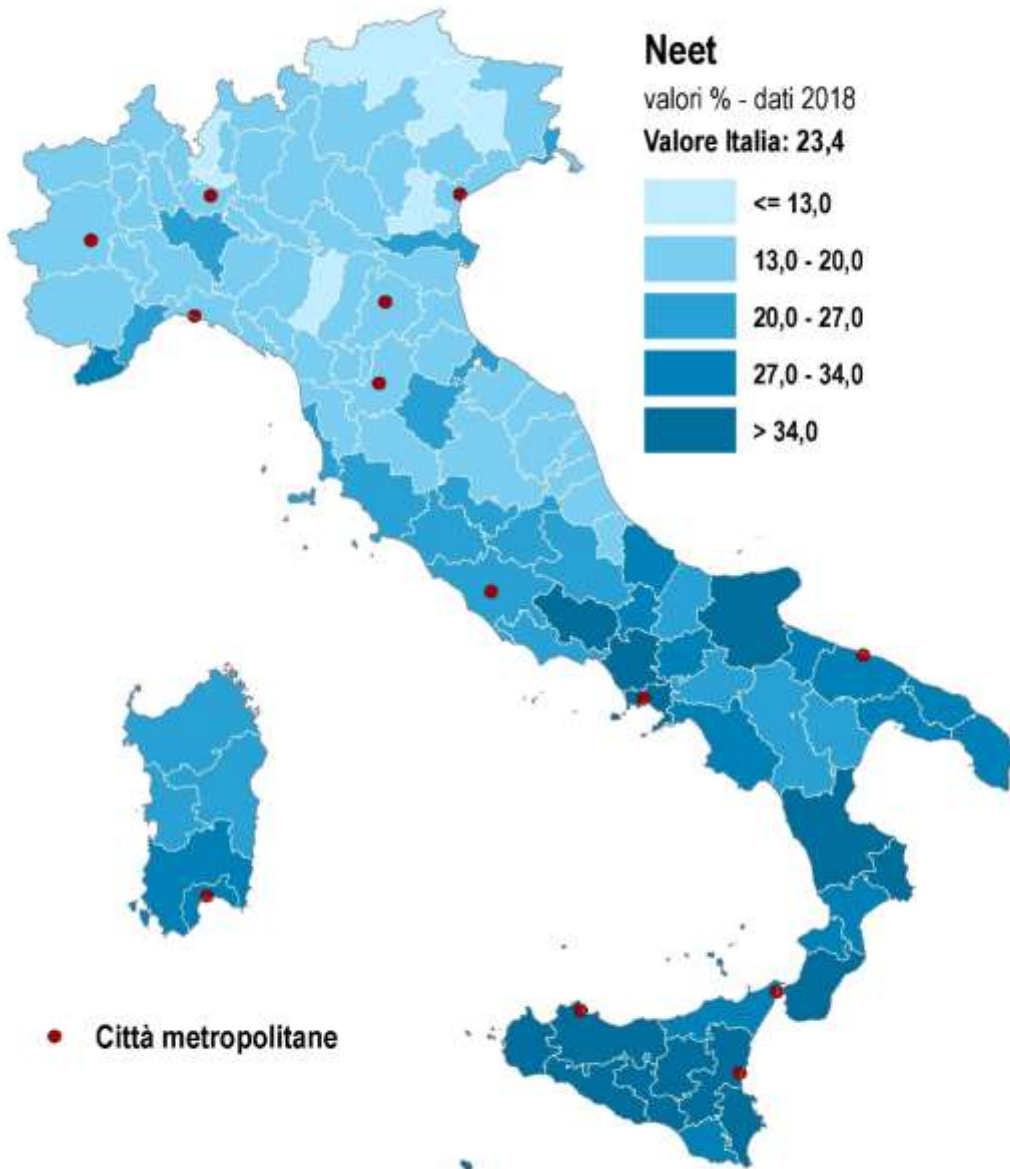 Neet
valori % - dati 2018
Valore Italia: 23,4
<= 13,0
13,0 - 20,0
20,0 - 27,0
27,0 - 34,0
> 34,0
Città metropolitane